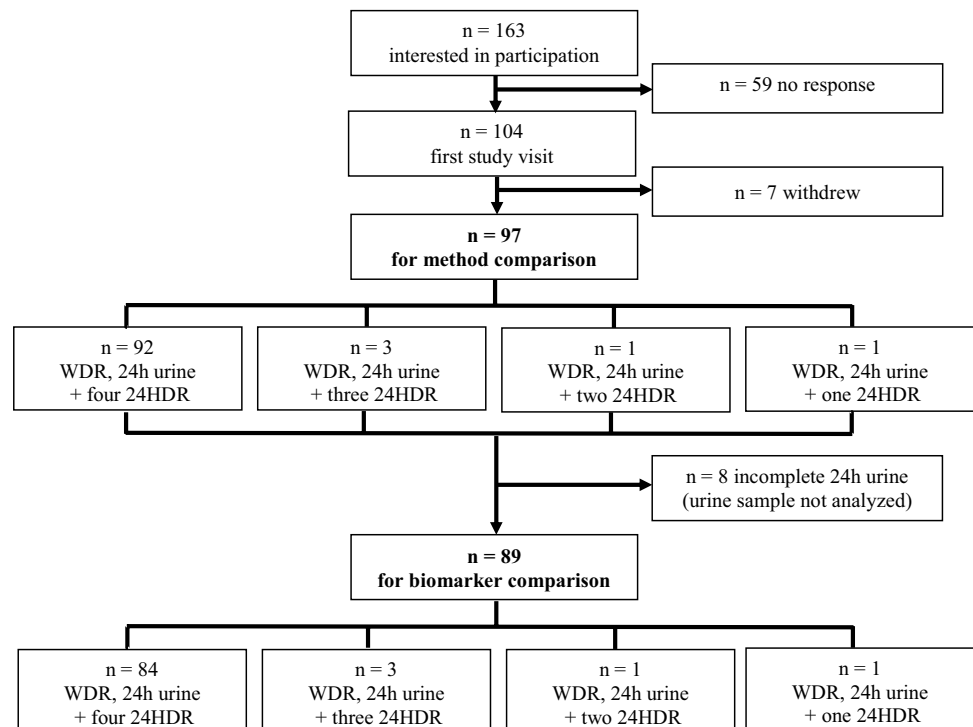 n = 163
interested in participation
n = 59 no response
n = 104
first study visit
n = 7 withdrew
n = 97
for method comparison
n = 92
WDR, 24h urine
+ four 24HDR
n = 3
WDR, 24h urine
+ three 24HDR
n = 1
WDR, 24h urine
+ two 24HDR
n = 1
WDR, 24h urine
+ one 24HDR
n = 8 incomplete 24h urine
(urine sample not analyzed)
n = 89
for biomarker comparison
n = 84
WDR, 24h urine
+ four 24HDR
n = 3
WDR, 24h urine
+ three 24HDR
n = 1
WDR, 24h urine
+ two 24HDR
n = 1
WDR, 24h urine
+ one 24HDR